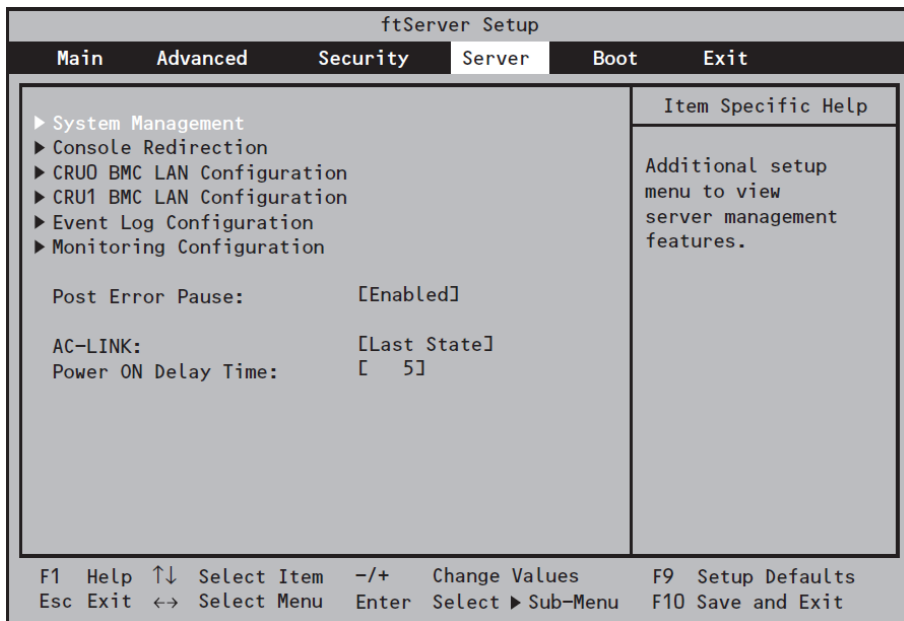 ftServer Setup
Main Advanced Security Server Boot Exit
▶ System Management
▶ Console Redirection
▶ CRU0 BMC LAN Configuration
▶ CRU1 BMC LAN Configuration
▶ Event Log Configuration
▶ Monitoring Configuration
Post Error Pause: [Enabled]
AC-LINK: [Last State]
Power ON Delay Time: [ 5]
Item Specific Help
Additional setup
menu to view
server management
features.
F1 Help ↑↓ Select Item -/+ Change Values F9 Setup Defaults
Esc Exit ←→ Select Menu Enter Select ▶ Sub-Menu F10 Save and Exit